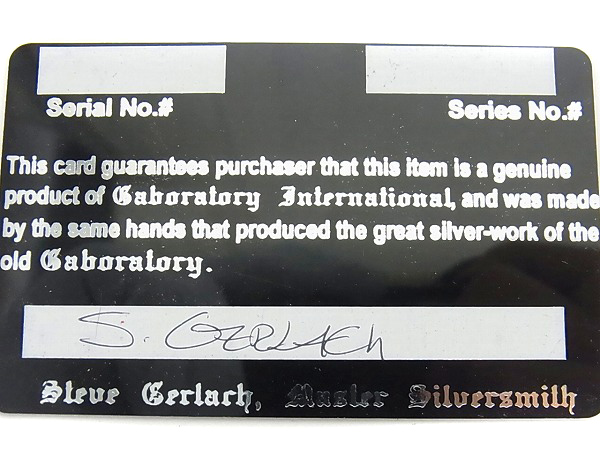 Serial No.# Series No.#
This card guarantees purchaser that this item is a genuine
product of Gaboratory International, and was made
by the same hands that produced the great silver-work of the
old Gaboratory.
S. GERLACH
Steve Gerlach, Master Silversmith